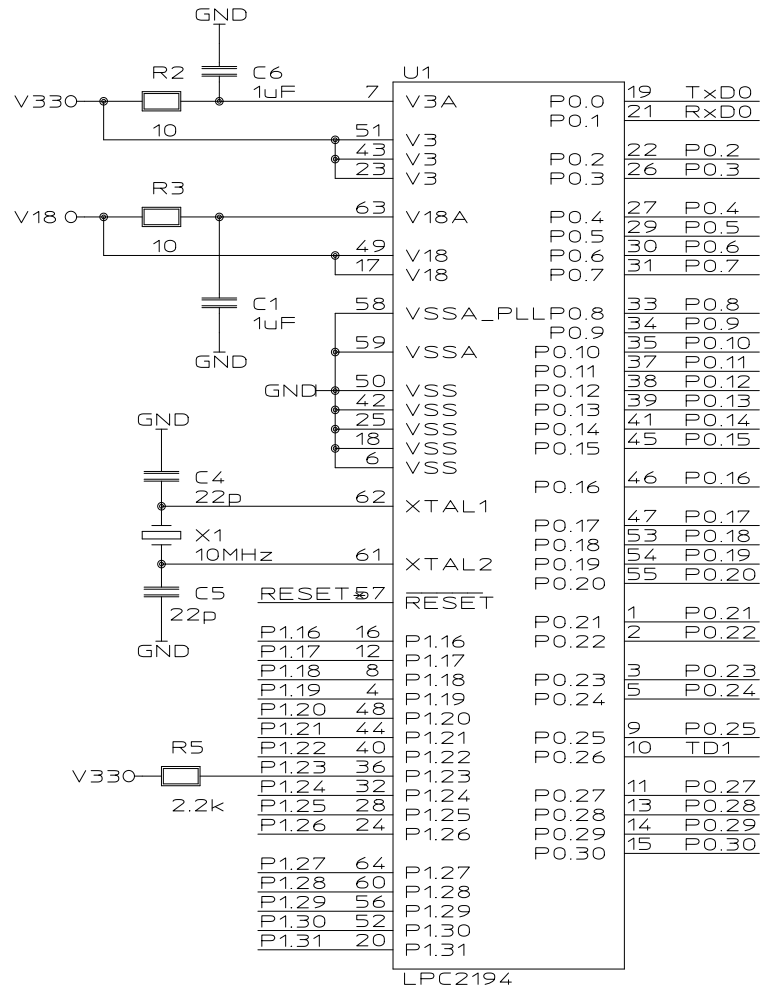 GND
U1
R2 C6
1uF
V33 10
7 V3A
51 V3
43 V3
23 V3
R3
V18 10
63 V18A
49 V18
17 V18
C1
1uF
GND
58 VSSA_PLL
59 VSSA
GND
50 VSS
42 VSS
25 VSS
18 VSS
6 VSS
GND
C4
22p
62 XTAL1
X1
10MHz
61 XTAL2
C5
22p
GND
RESET* 57 RESET
P1.16 16 P1.16
P1.17 12 P1.17
P1.18 8 P1.18
P1.19 4 P1.19
P1.20 48 P1.20
P1.21 44 P1.21
P1.22 40 P1.22
R5
V33 2.2k
P1.23 36 P1.23
P1.24 32 P1.24
P1.25 28 P1.25
P1.26 24 P1.26
P1.27 64 P1.27
P1.28 60 P1.28
P1.29 56 P1.29
P1.30 52 P1.30
P1.31 20 P1.31
P0.0 19 TxD0
P0.1 21 RxD0
P0.2 22 P0.2
P0.3 26 P0.3
P0.4 27 P0.4
P0.5 29 P0.5
P0.6 30 P0.6
P0.7 31 P0.7
P0.8 33 P0.8
P0.9 34 P0.9
P0.10 35 P0.10
P0.11 37 P0.11
P0.12 38 P0.12
P0.13 39 P0.13
P0.14 41 P0.14
P0.15 45 P0.15
P0.16 46 P0.16
P0.17 47 P0.17
P0.18 53 P0.18
P0.19 54 P0.19
P0.20 55 P0.20
P0.21 1 P0.21
P0.22 2 P0.22
P0.23 3 P0.23
P0.24 5 P0.24
P0.25 9 P0.25
P0.26 10 TD1
P0.27 11 P0.27
P0.28 13 P0.28
P0.29 14 P0.29
P0.30 15 P0.30
LPC2194